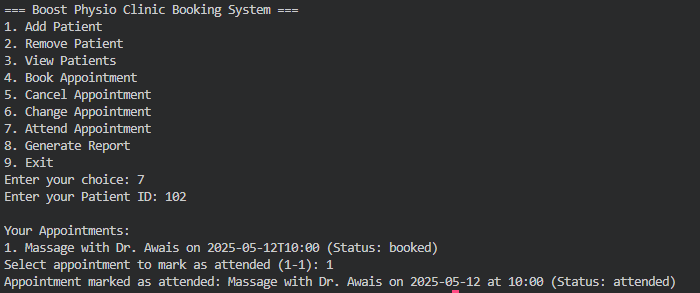 === Boost Physio Clinic Booking System ===
1. Add Patient
2. Remove Patient
3. View Patients
4. Book Appointment
5. Cancel Appointment
6. Change Appointment
7. Attend Appointment
8. Generate Report
9. Exit
Enter your choice: 7
Enter your Patient ID: 102

Your Appointments:
1. Massage with Dr. Awais on 2025-05-12T10:00 (Status: booked)
Select appointment to mark as attended (1-1): 1
Appointment marked as attended: Massage with Dr. Awais on 2025-05-12 at 10:00 (Status: attended)